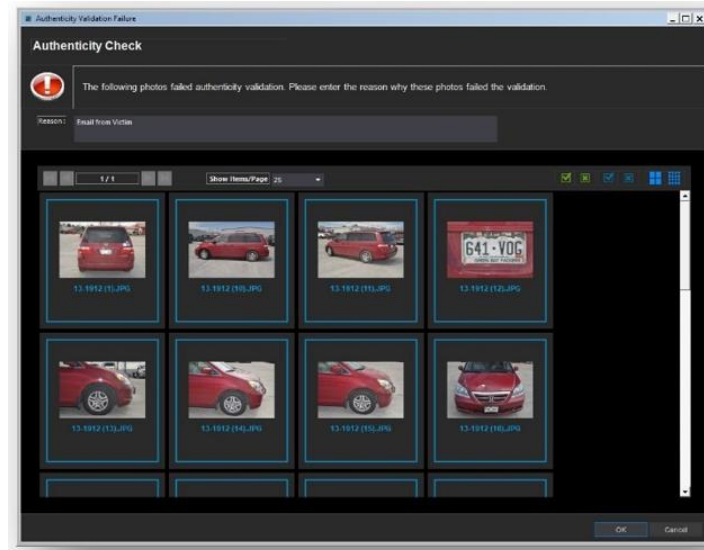 Authenticity Validation Failure
Authenticity Check
The following photos failed authenticity validation. Please enter the reason why these photos failed the validation.
Reason:
Email from Victim
1 / 1
Show Items/Page 25
641·VOG
13-1912 (1).JPG
13-1912 (10).JPG
13-1912 (11).JPG
13-1912 (12).JPG
13-1912 (13).JPG
13-1912 (14).JPG
13-1912 (15).JPG
13-1912 (16).JPG
OK
Cancel